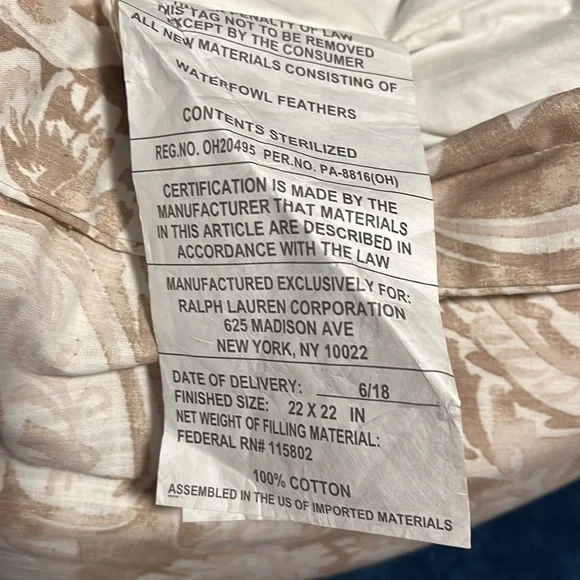 PENALTY OF LAW
THIS TAG NOT TO BE REMOVED
EXCEPT BY THE CONSUMER
ALL NEW MATERIALS CONSISTING OF
WATERFOWL FEATHERS
CONTENTS STERILIZED
REG.NO. OH20495 PER.NO. PA-8816(OH)
CERTIFICATION IS MADE BY THE
MANUFACTURER THAT MATERIALS
IN THIS ARTICLE ARE DESCRIBED IN
ACCORDANCE WITH THE LAW
MANUFACTURED EXCLUSIVELY FOR:
RALPH LAUREN CORPORATION
625 MADISON AVE
NEW YORK, NY 10022
DATE OF DELIVERY: 6/18
FINISHED SIZE: 22 X 22 IN
NET WEIGHT OF FILLING MATERIAL:
FEDERAL RN# 115802
100% COTTON
ASSEMBLED IN THE US OF IMPORTED MATERIALS